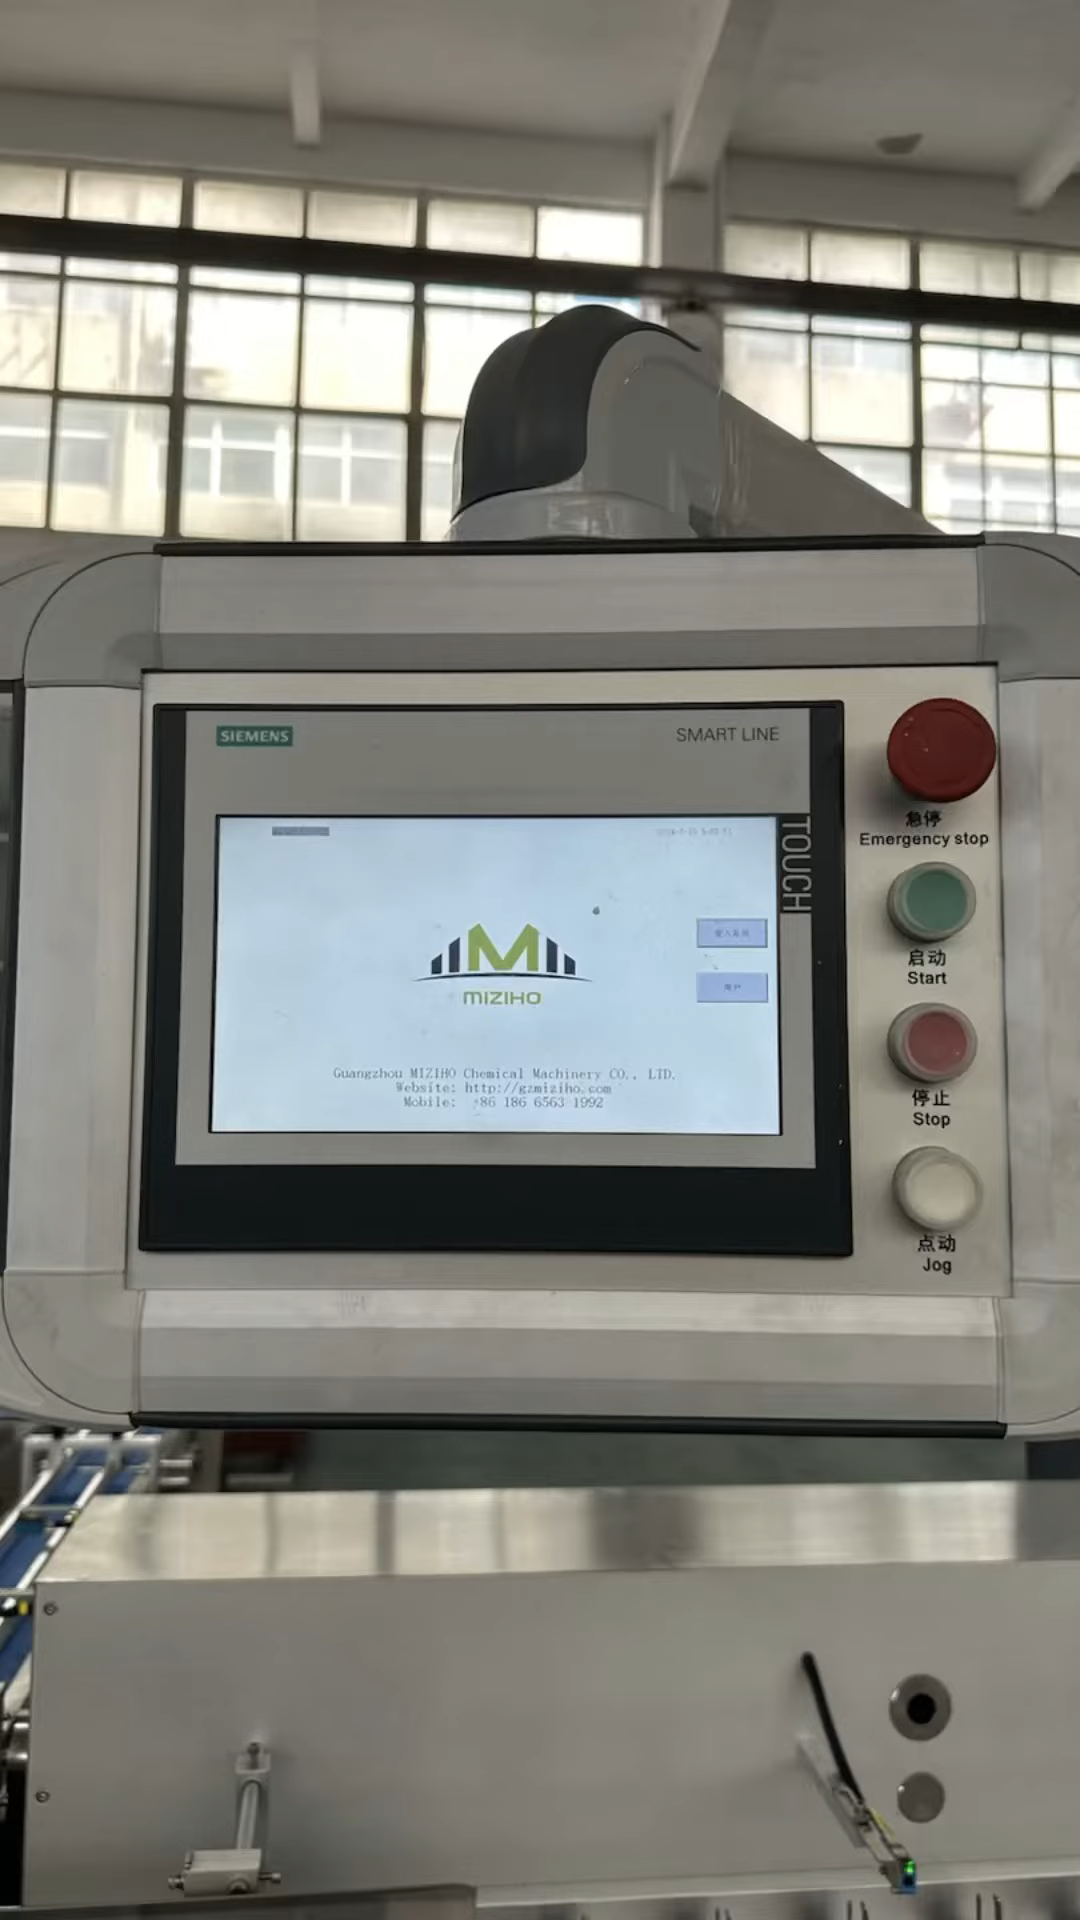 SIEMENS
SMART LINE
TOUCH
MIZIHO
Guangzhou MIZIHO Chemical Machinery CO., LTD.
Website: http://gzmiziho.com
Mobile: +86 186 6563 1992
急停
Emergency stop
启动
Start
停止
Stop
点动
Jog